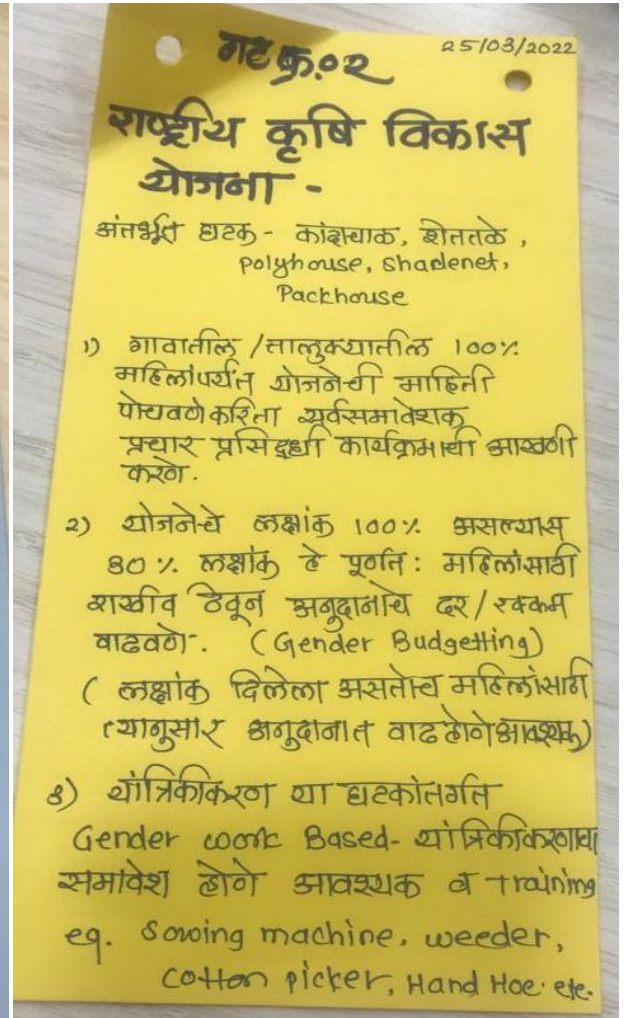 गट क्र.०२
25/03/2022
राष्ट्रीय कृषि विकास
योजना -
अंतर्भूत घटक - कांदाचाळ, शेततळे,
Polyhouse, Shadenet,
Packhouse
१) गावातील /तालुक्यातील 100%
महिलांपर्यंत योजनेची माहिती
पोचवणेकरिता सर्वसमावेशक
प्रचार प्रसिद्धी कार्यक्रमाची आखणी
करणे.
२) योजनेचे लक्षांक 100% असल्यास
30% लक्षांक हे पूर्णतः महिलांसाठी
राखीव ठेवून अनुदानाचे दर/रक्कम
वाढवणे. (Gender Budgetting)
( लक्षांक दिलेला असतोच महिलांसाठी
त्यानुसार अनुदानात वाढ होणे आवश्यक)
३) यांत्रिकीकरण या घटकांतर्गत
Gender work Based- यांत्रिकीकरणाचा
समावेश होणे आवश्यक व training
eg. Sowing machine, weeder,
cotton picker, Hand Hoe. etc.